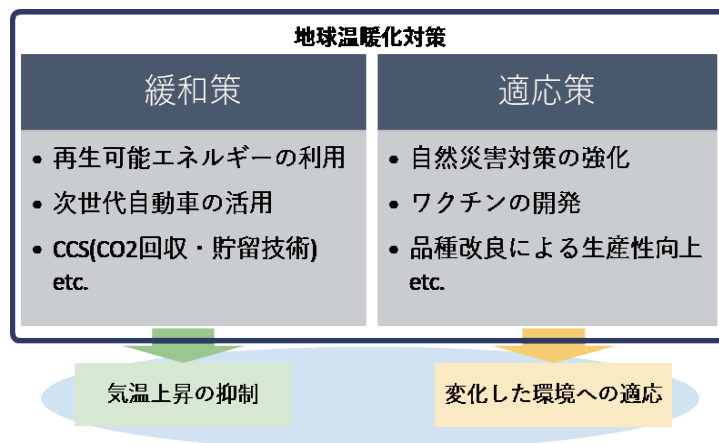 地球温暖化対策
緩和策
• 再生可能エネルギーの利用
• 次世代自動車の活用
• CCS(CO2回収・貯留技術)
etc.
適応策
• 自然災害対策の強化
• ワクチンの開発
• 品種改良による生産性向上
etc.
気温上昇の抑制
変化した環境への適応